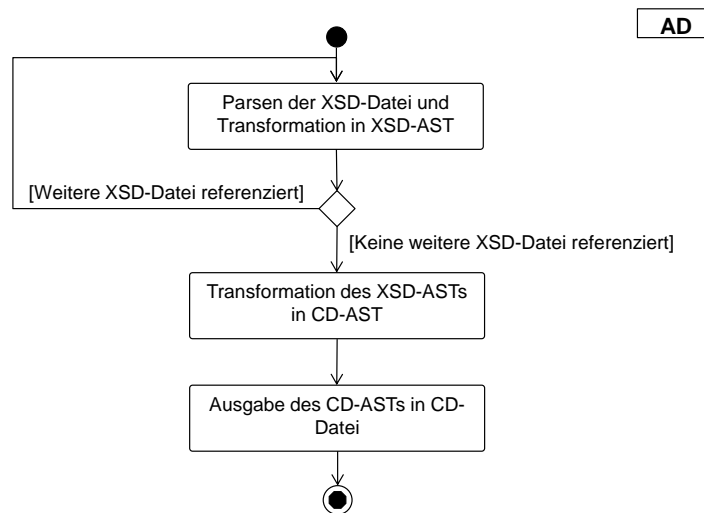 AD
Parsen der XSD-Datei und
Transformation in XSD-AST
[Weitere XSD-Datei referenziert]
[Keine weitere XSD-Datei referenziert]
Transformation des XSD-ASTs
in CD-AST
Ausgabe des CD-ASTs in CD-
Datei